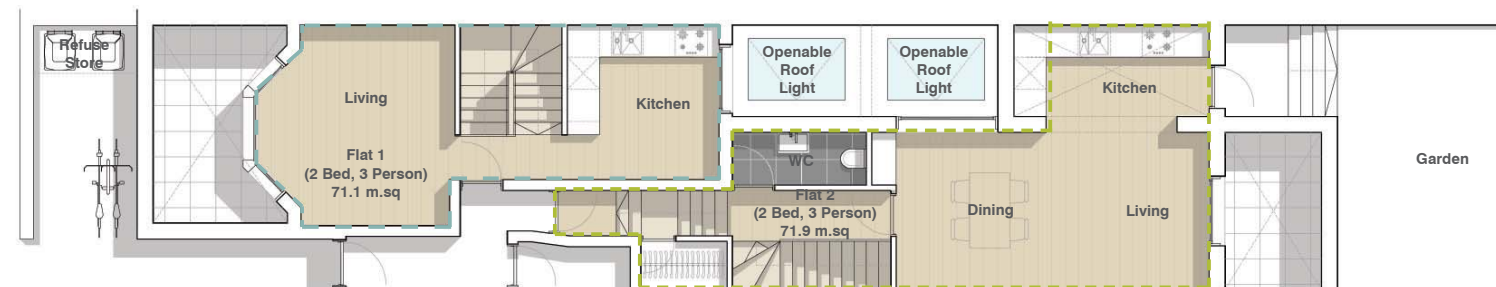 Refuse
Store
Living
Flat 1
(2 Bed, 3 Person)
71.1 m.sq
Kitchen
Openable
Roof
Light
Openable
Roof
Light
WC
Flat 2
(2 Bed, 3 Person)
71.9 m.sq
Dining
Kitchen
Living
Garden